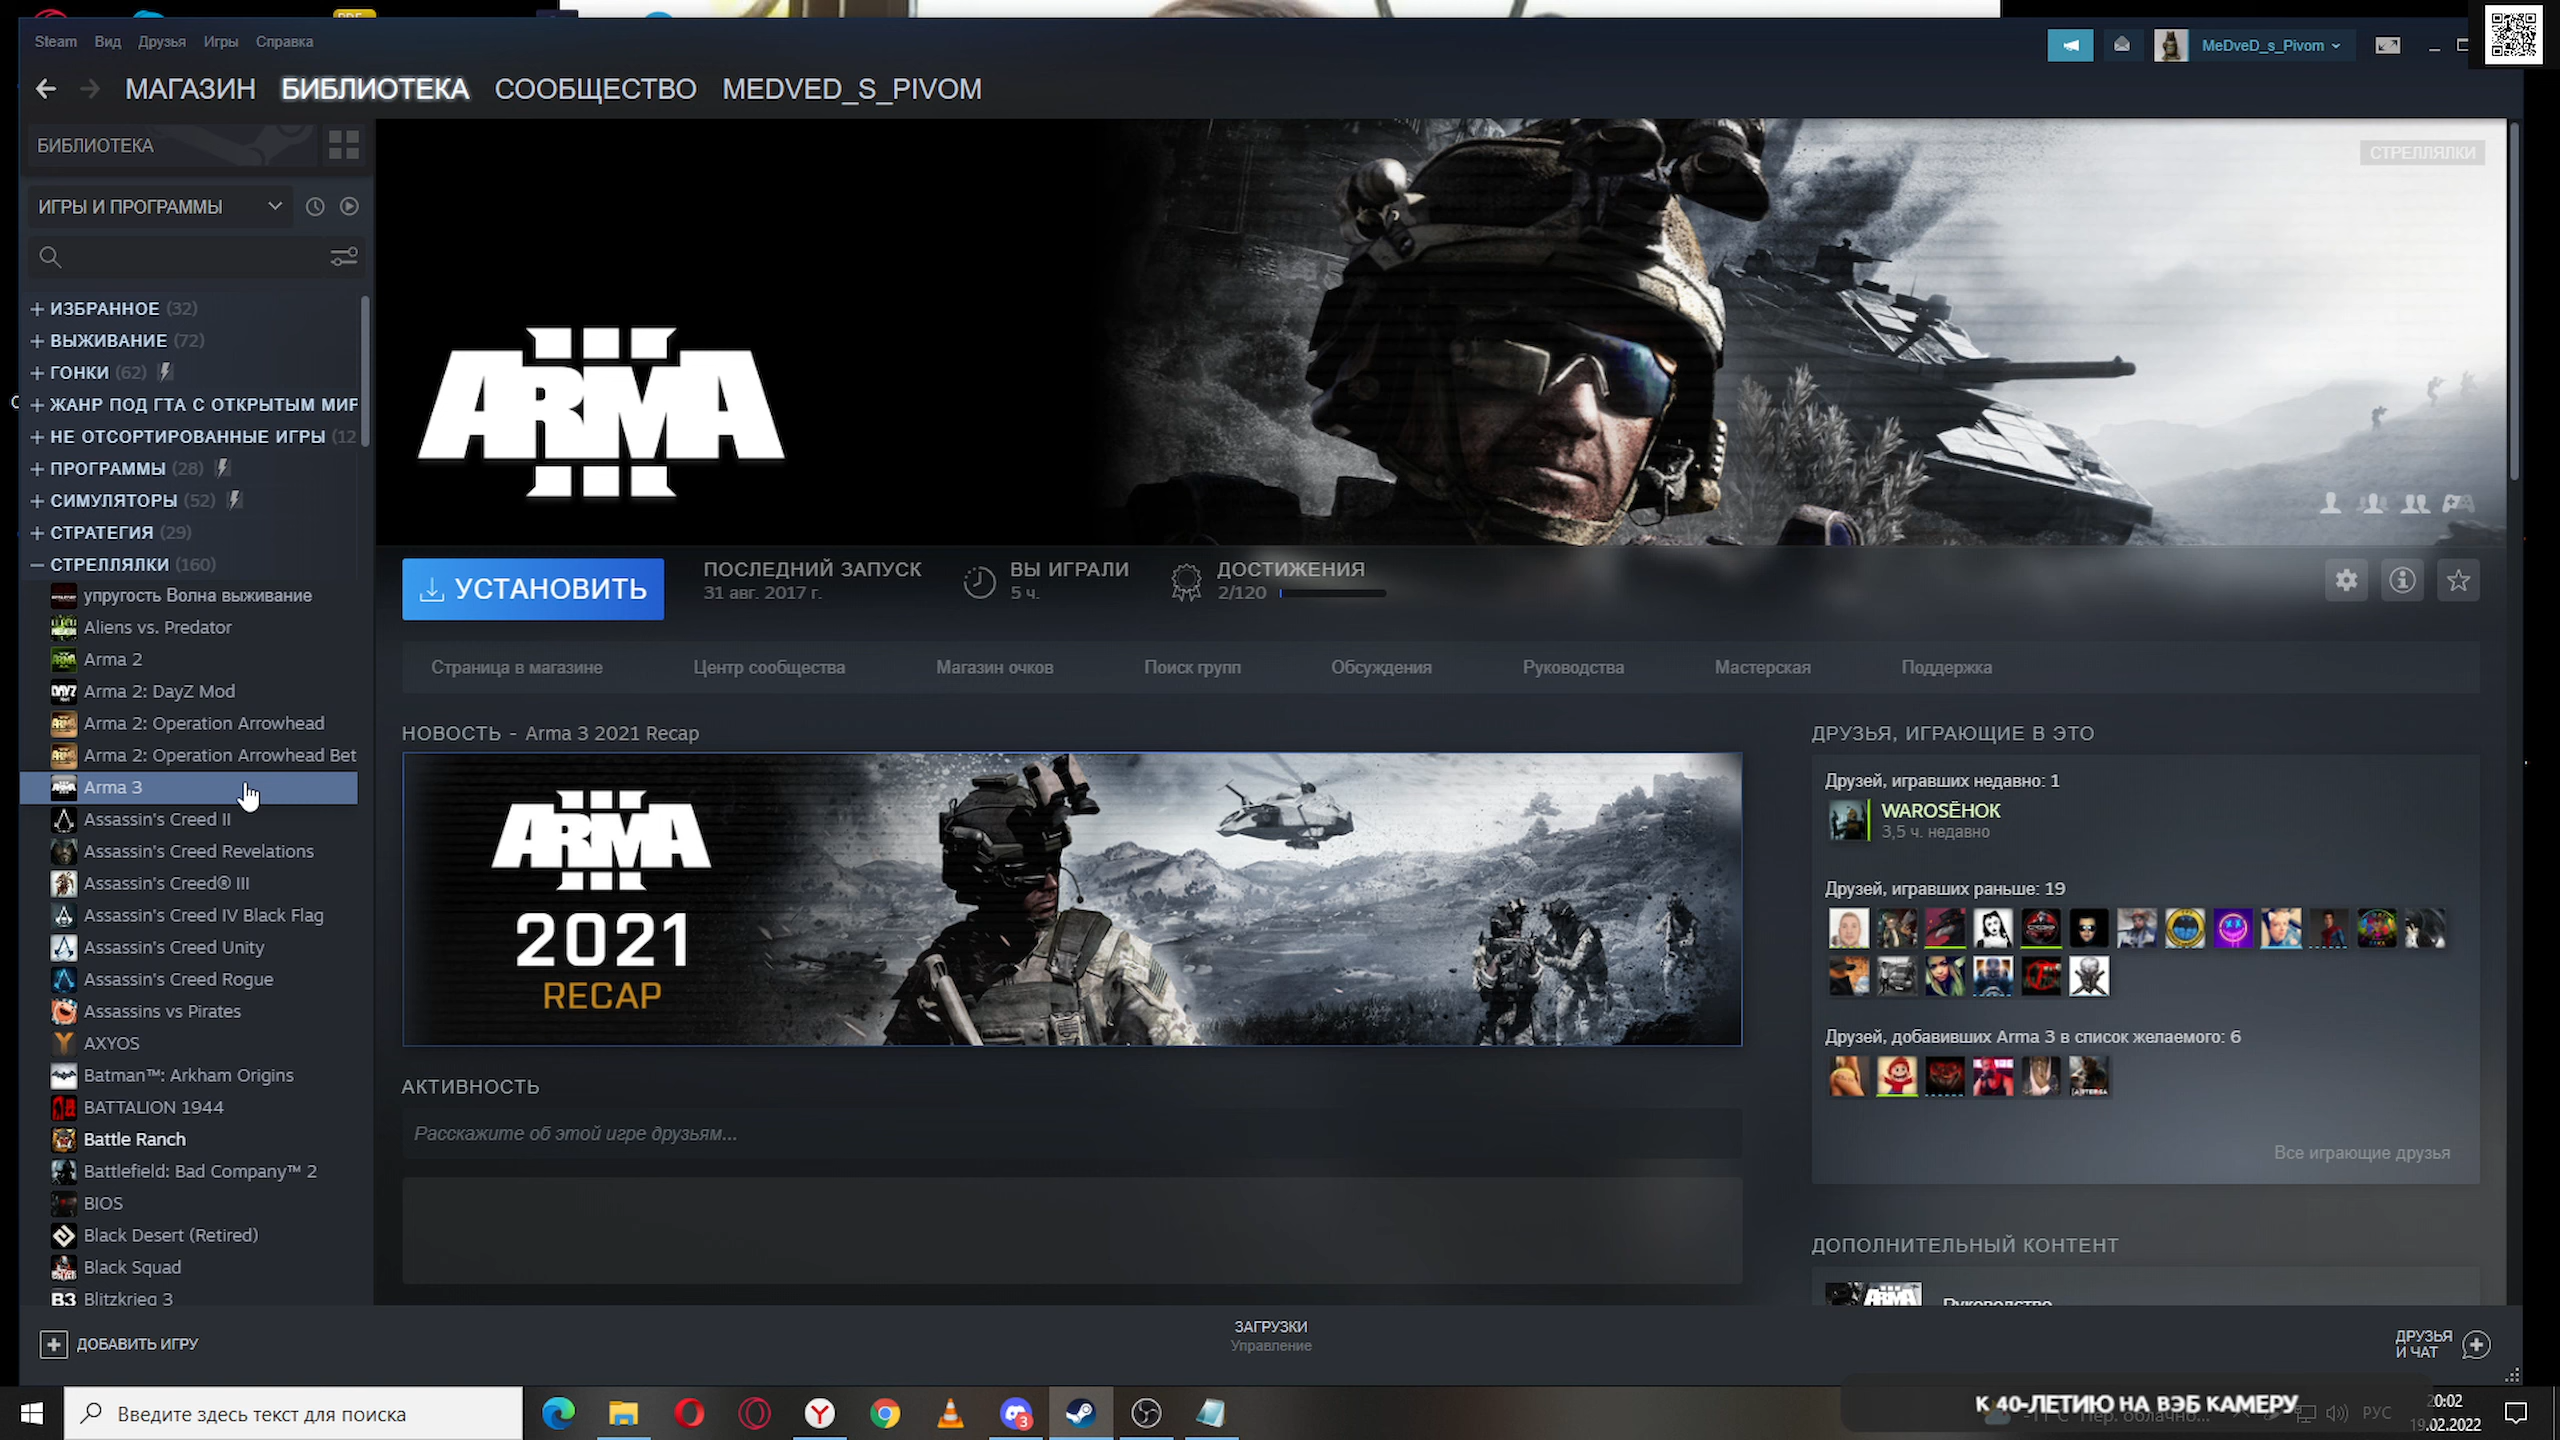 Steam Вид Друзья Игры Справка
MeDveD_s_Pivom
МАГАЗИН БИБЛИОТЕКА СООБЩЕСТВО MEDVED_S_PIVOM
БИБЛИОТЕКА
ИГРЫ И ПРОГРАММЫ
ИЗБРАННОЕ (32)
ВЫЖИВАНИЕ (72)
ГОНКИ (62)
ЖАНР ПОД ГТА С ОТКРЫТЫМ МИР
НЕ ОТСОРТИРОВАННЫЕ ИГРЫ (12
ПРОГРАММЫ (28)
СИМУЛЯТОРЫ (52)
СТРАТЕГИЯ (29)
СТРЕЛЛЯЛКИ (160)
упругость Волна выживание
Aliens vs. Predator
Arma 2
Arma 2: DayZ Mod
Arma 2: Operation Arrowhead
Arma 2: Operation Arrowhead Bet
Arma 3
Assassin's Creed II
Assassin's Creed Revelations
Assassin's Creed® III
Assassin's Creed IV Black Flag
Assassin's Creed Unity
Assassin's Creed Rogue
Assassins vs Pirates
AXYOS
Batman™: Arkham Origins
BATTALION 1944
Battle Ranch
Battlefield: Bad Company™ 2
BIOS
Black Desert (Retired)
Black Squad
Blitzkrieg 3
СТРЕЛЛЯЛКИ
ARMA III
УСТАНОВИТЬ
ПОСЛЕДНИЙ ЗАПУСК
31 авг. 2017 г.
ВЫ ИГРАЛИ
5 ч.
ДОСТИЖЕНИЯ
2/120
Страница в магазине Центр сообщества Магазин очков Поиск групп Обсуждения Руководства Мастерская Поддержка
НОВОСТЬ - Arma 3 2021 Recap
ARMA III
2021
RECAP
АКТИВНОСТЬ
Расскажите об этой игре друзьям...
ДРУЗЬЯ, ИГРАЮЩИЕ В ЭТО
Друзей, игравших недавно: 1
WAROSЁHOK
3,5 ч. недавно
Друзей, игравших раньше: 19
Друзей, добавивших Arma 3 в список желаемого: 6
Все играющие друзья
ДОПОЛНИТЕЛЬНЫЙ КОНТЕНТ
ARMA
Руководство
ДОБАВИТЬ ИГРУ
ЗАГРУЗКИ
Управление
ДРУЗЬЯ
И ЧАТ
Введите здесь текст для поиска
К 40-ЛЕТИЮ НА ВЭБ КАМЕРУ
РУС
20:02
19.02.2022